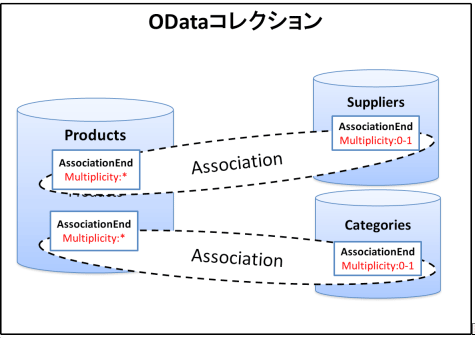 ODataコレクション
Products
AssociationEnd
Multiplicity:*
AssociationEnd
Multiplicity:*
Association
Association
Suppliers
AssociationEnd
Multiplicity:0-1
Categories
AssociationEnd
Multiplicity:0-1